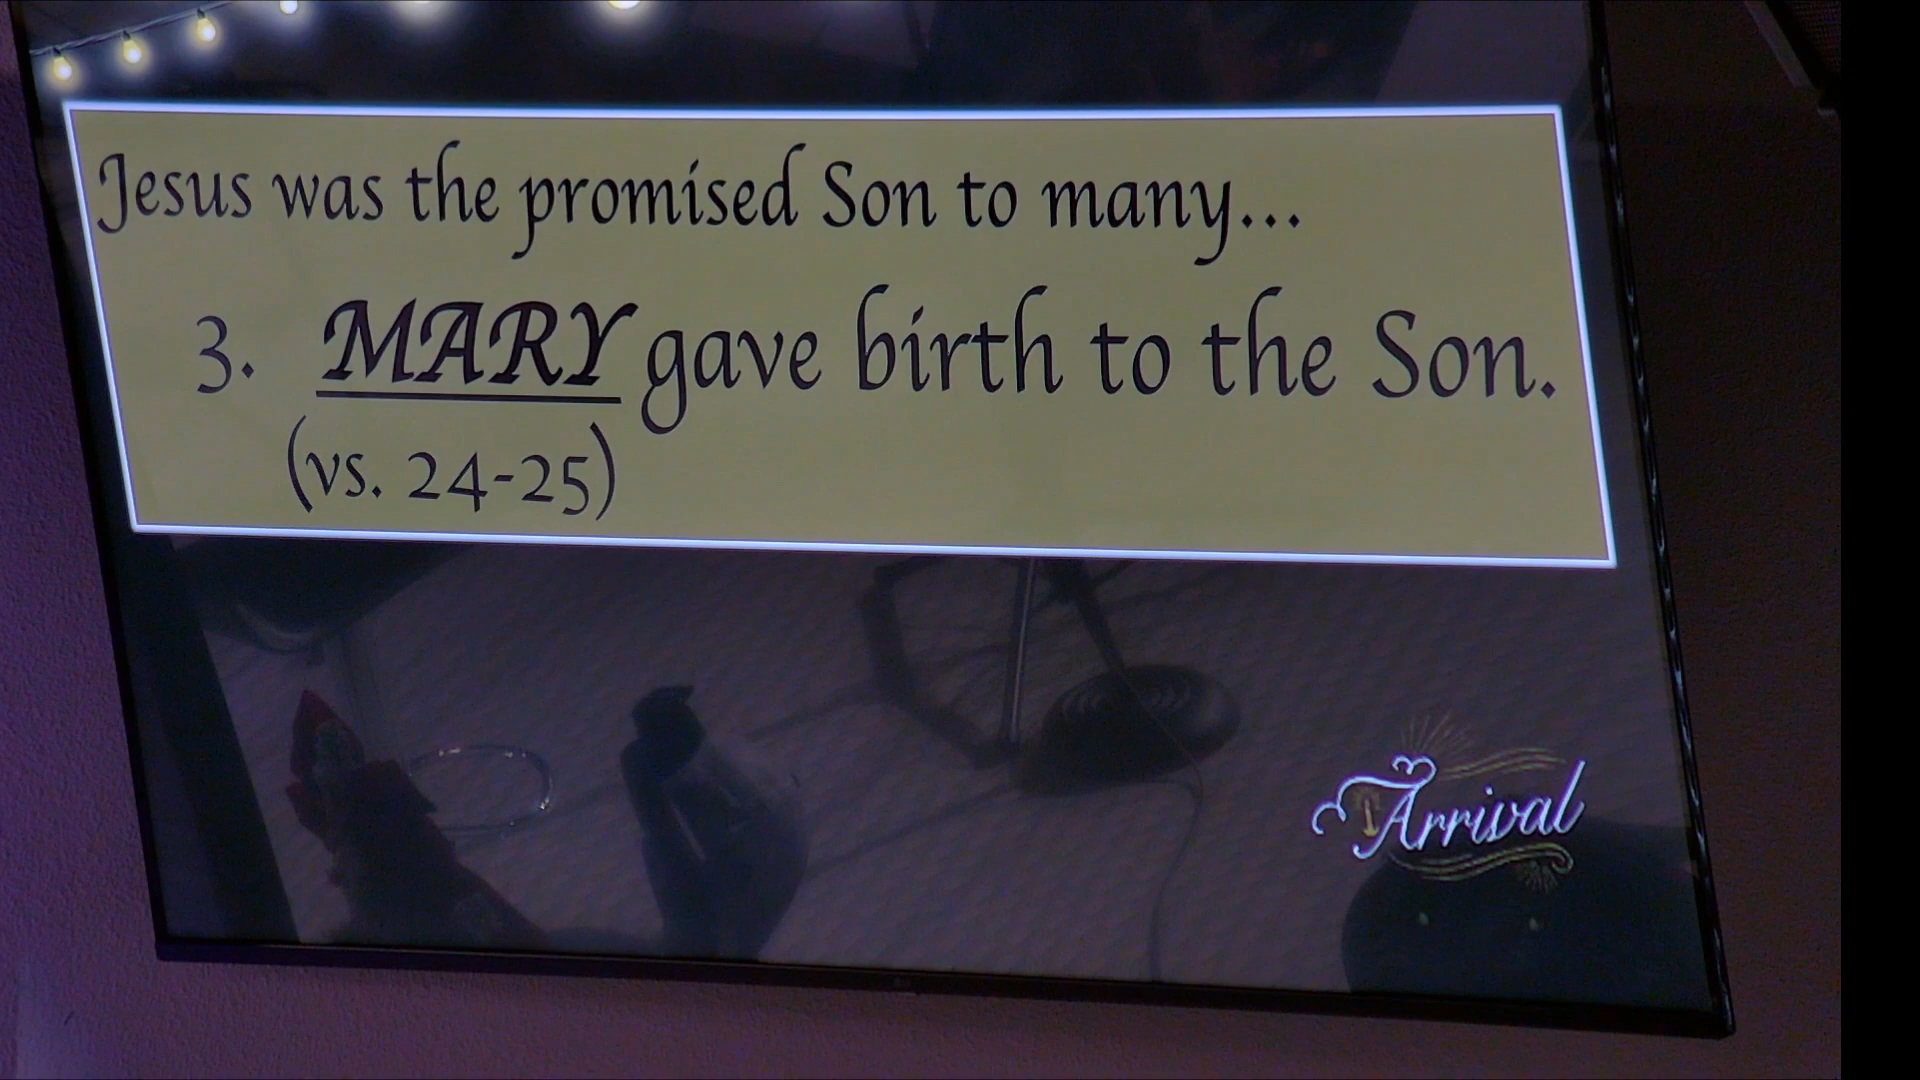 Jesus was the promised Son to many...
3. MARY gave birth to the Son.
(vs. 24-25)
Arrival